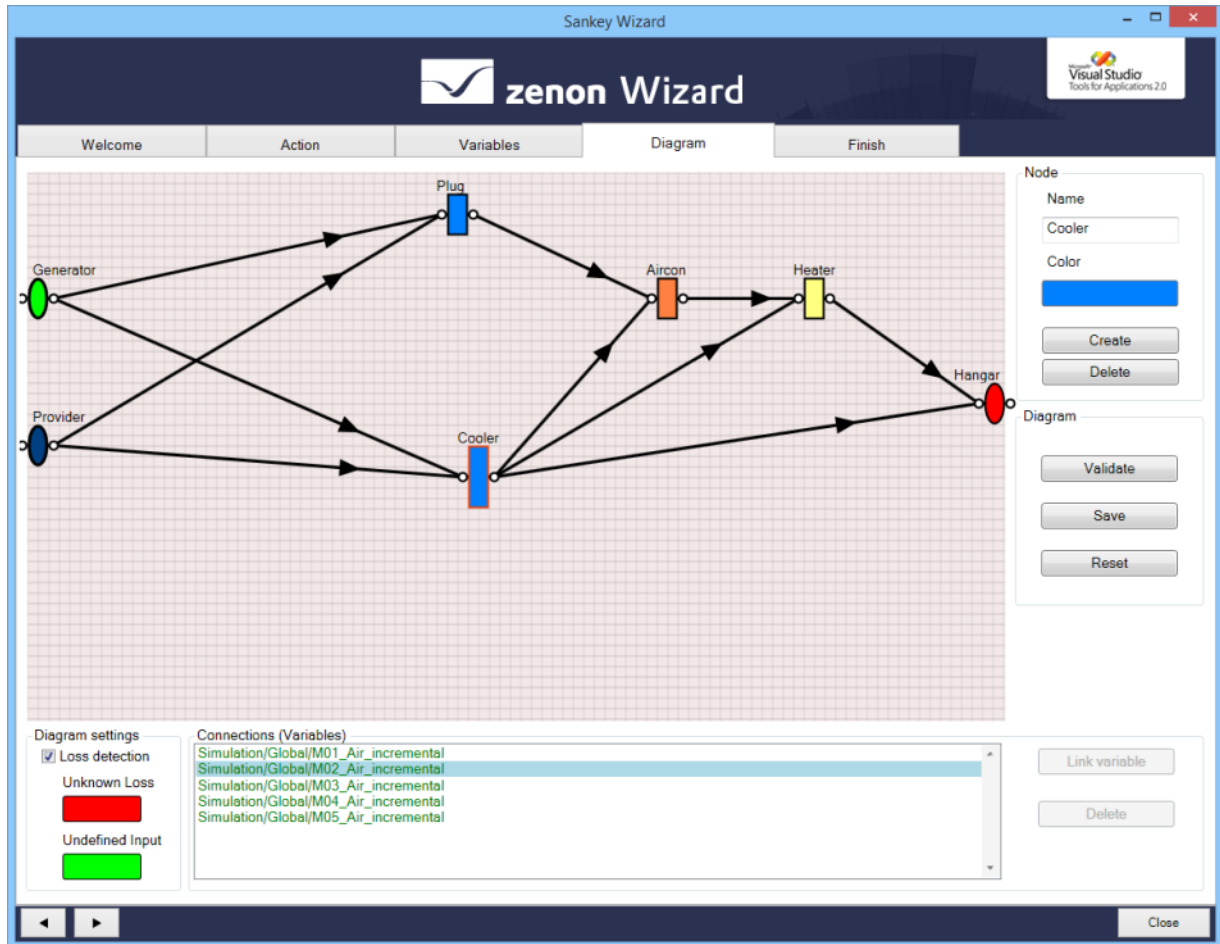 Sankey Wizard
zenon Wizard
Microsoft
Visual Studio
Tools for Applications 2.0
Welcome
Action
Variables
Diagram
Finish
Plug
Generator
Aircon
Heater
Hangar
Provider
Cooler
Node
Name
Cooler
Color
Create
Delete
Diagram
Validate
Save
Reset
Diagram settings
Loss detection
Unknown Loss
Undefined Input
Connections (Variables)
Simulation/Global/M01_Air_incremental
Simulation/Global/M02_Air_incremental
Simulation/Global/M03_Air_incremental
Simulation/Global/M04_Air_incremental
Simulation/Global/M05_Air_incremental
Link variable
Delete
Close